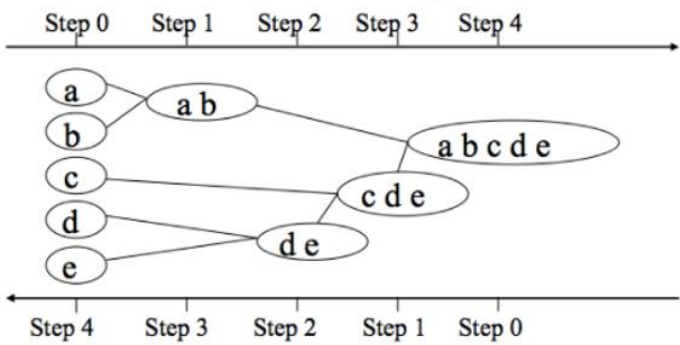 Step 0 Step 1 Step 2 Step 3 Step 4
a
a b
b
a b c d e
c
c d e
d
d e
e
Step 4 Step 3 Step 2 Step 1 Step 0